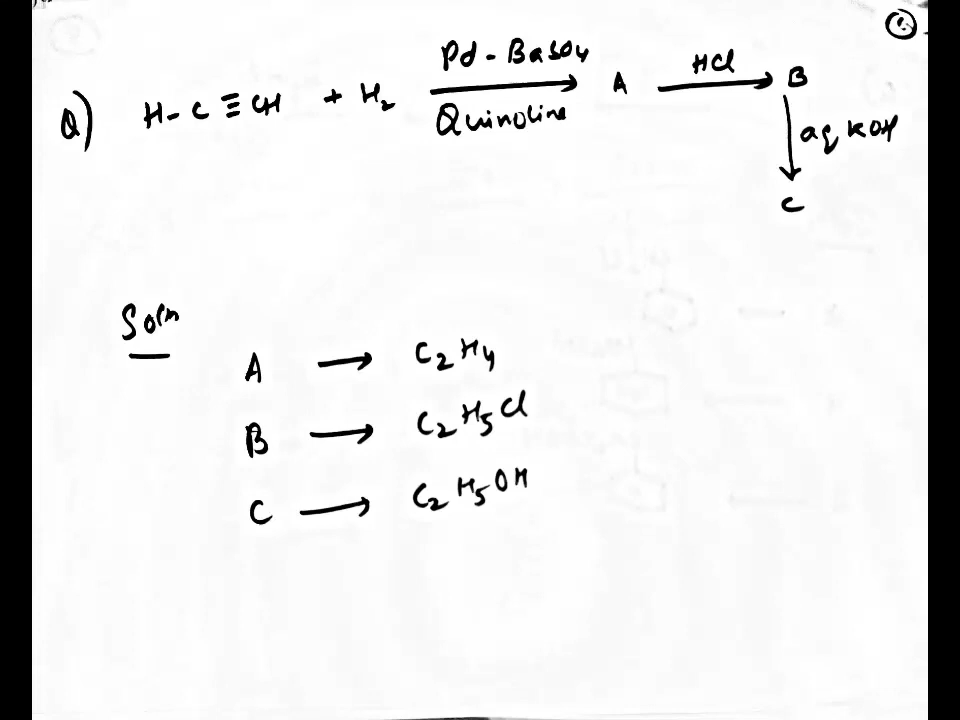 Q) H-C≡CH + H2 Pd-BaSO4 Quinoline A HCl B
aq KOH
C
Soln
A → C2H4
B → C2H5Cl
C → C2H5OH